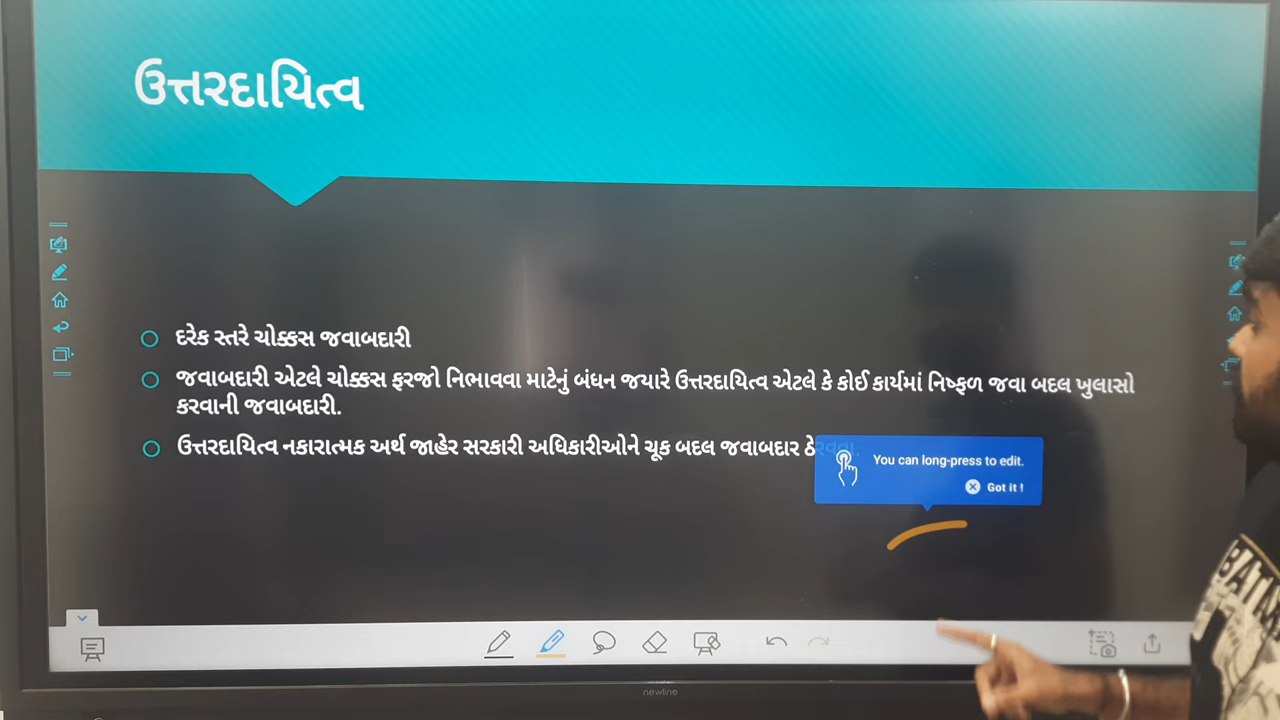 ઉત્તરદાયિત્વ
દરેક સ્તરે ચોક્કસ જવાબદારી
જવાબદારી એટલે ચોક્કસ ફરજો નિભાવવા માટેનું બંધન જયારે ઉત્તરદાયિત્વ એટલે કે કોઈ કાર્યમાં નિષ્ફળ જવા બદલ ખુલાસો
કરવાની જવાબદારી.
ઉત્તરદાયિત્વ નકારાત્મક અર્થ જાહેર સરકારી અધિકારીઓને ચૂક બદલ જવાબદાર ઠેરવવા.
You can long-press to edit.
Got it !
newline
BATM